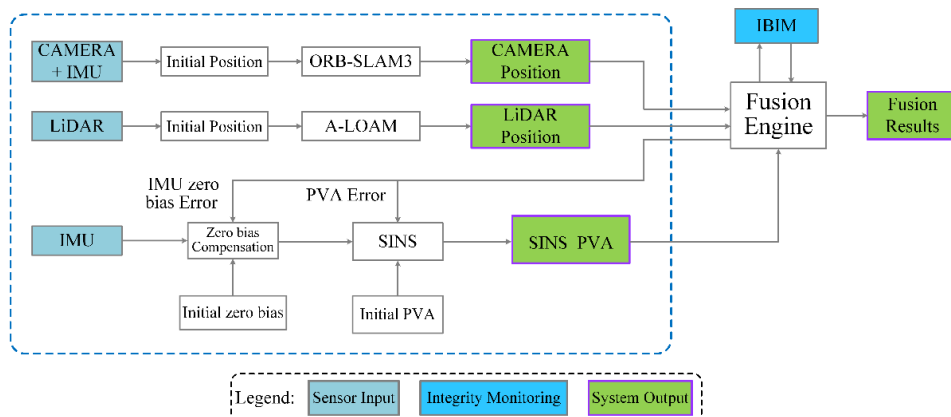 IBIM
CAMERA
+ IMU
Initial Position
ORB-SLAM3
CAMERA
Position
Fusion
Engine
Fusion
Results
LiDAR
Initial Position
A-LOAM
LiDAR
Position
IMU zero
bias Error
PVA Error
IMU
Zero bias
Compensation
SINS
SINS PVA
Initial zero bias
Initial PVA
Legend:
Sensor Input
Integrity Monitoring
System Output